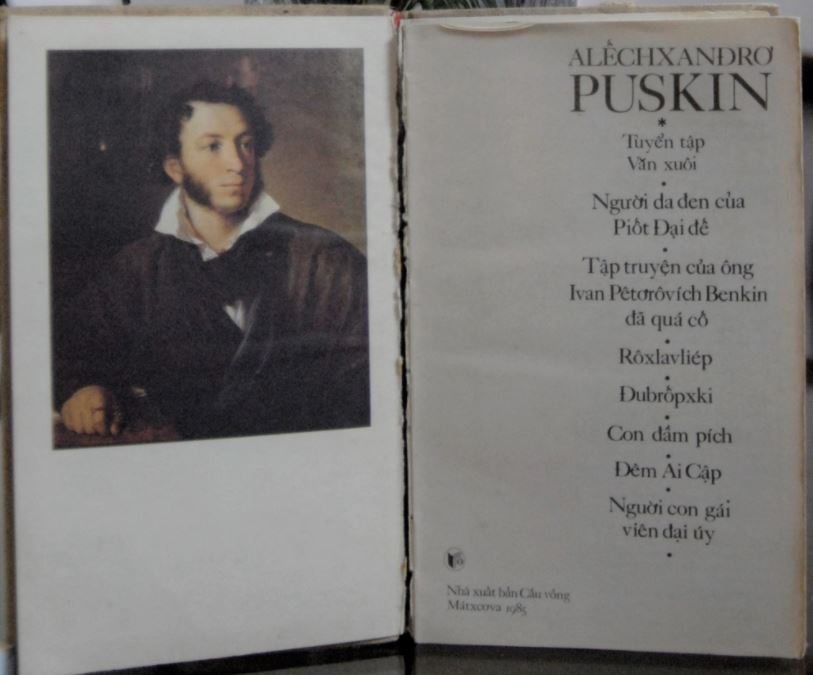 ALẾCHXANĐRƠ
PUSKIN
*
Tuyển tập
Văn xuôi
•
Người da đen của
Piôt Đại đế
•
Tập truyện của ông
Ivan Pêtơrôvích Benkin
đã quá cố
•
Rôxlavliép
•
Đubrốpxki
•
Con đầm pích
•
Đêm Ai Cập
•
Người con gái
viên đại úy
•
Nhà xuất bản Cầu vồng
Mátxcơva 1985